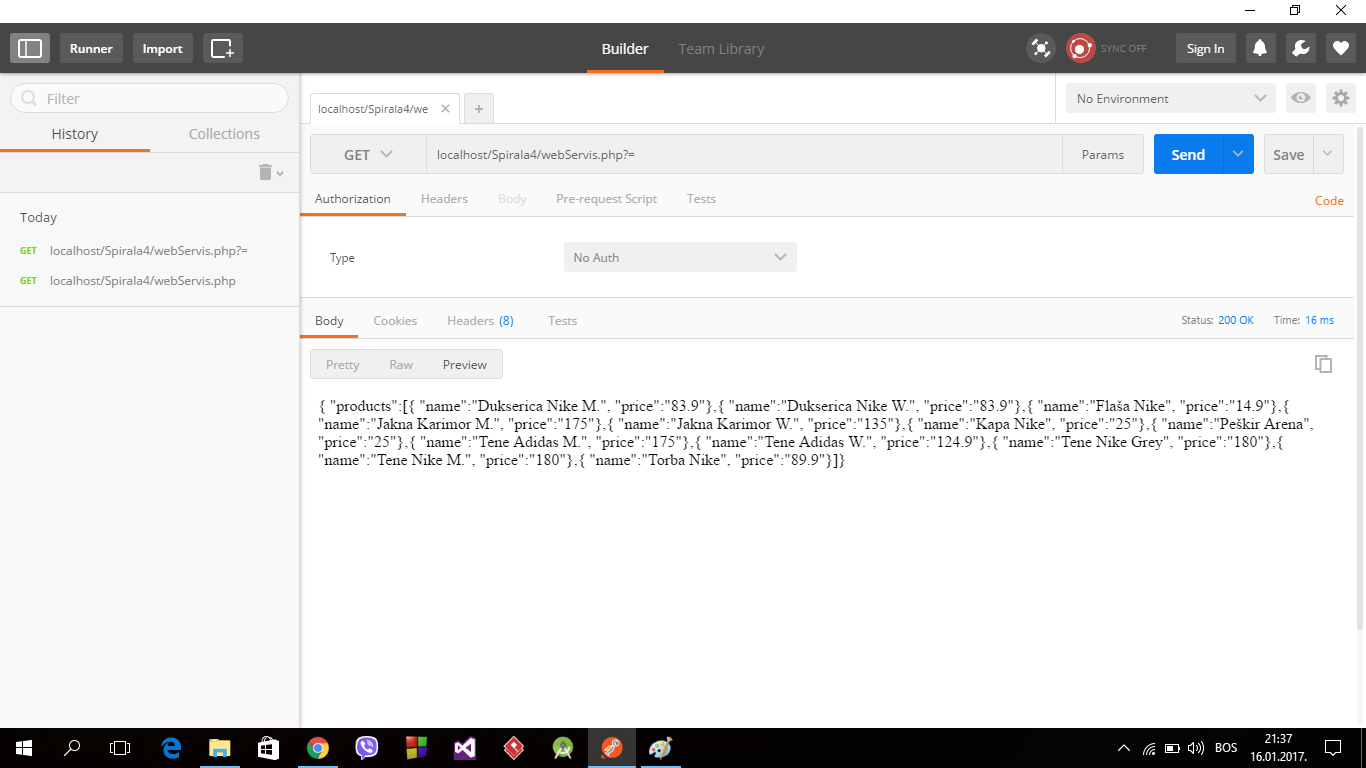 Runner Import Builder Team Library SYNC OFF Sign In
Filter
localhost/Spirala4/we
No Environment
History Collections
GET localhost/Spirala4/webServis.php?= Params Send Save
Authorization Headers Body Pre-request Script Tests Code
Today
GET localhost/Spirala4/webServis.php?=
GET localhost/Spirala4/webServis.php
Type No Auth
Body Cookies Headers (8) Tests Status: 200 OK Time: 16 ms
Pretty Raw Preview
{ "products":[{ "name":"Dukserica Nike M.", "price":"83.9"},{ "name":"Dukserica Nike W.", "price":"83.9"},{ "name":"Flaša Nike", "price":"14.9"},{
"name":"Jakna Karimor M.", "price":"175"},{ "name":"Jakna Karimor W.", "price":"135"},{ "name":"Kapa Nike", "price":"25"},{ "name":"Peškir Arena",
"price":"25"},{ "name":"Tene Adidas M.", "price":"175"},{ "name":"Tene Adidas W.", "price":"124.9"},{ "name":"Tene Nike Grey", "price":"180"},{
"name":"Tene Nike M.", "price":"180"},{ "name":"Torba Nike", "price":"89.9"}]}
BOS
21:37
16.01.2017.